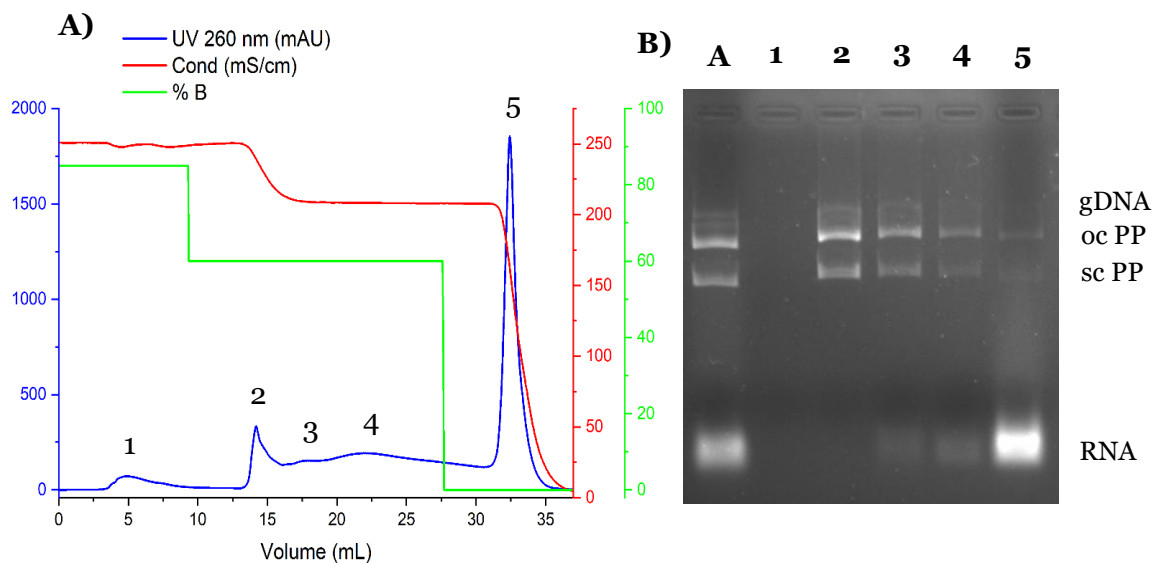 A)
UV 260 nm (mAU)
Cond (mS/cm)
% B
2000
1500
1000
500
0
250
200
150
100
50
0
100
80
60
40
20
0
1
2
3
4
5
0 5 10 15 20 25 30 35
Volume (mL)
B)
A 1 2 3 4 5
gDNA
oc PP
sc PP
RNA